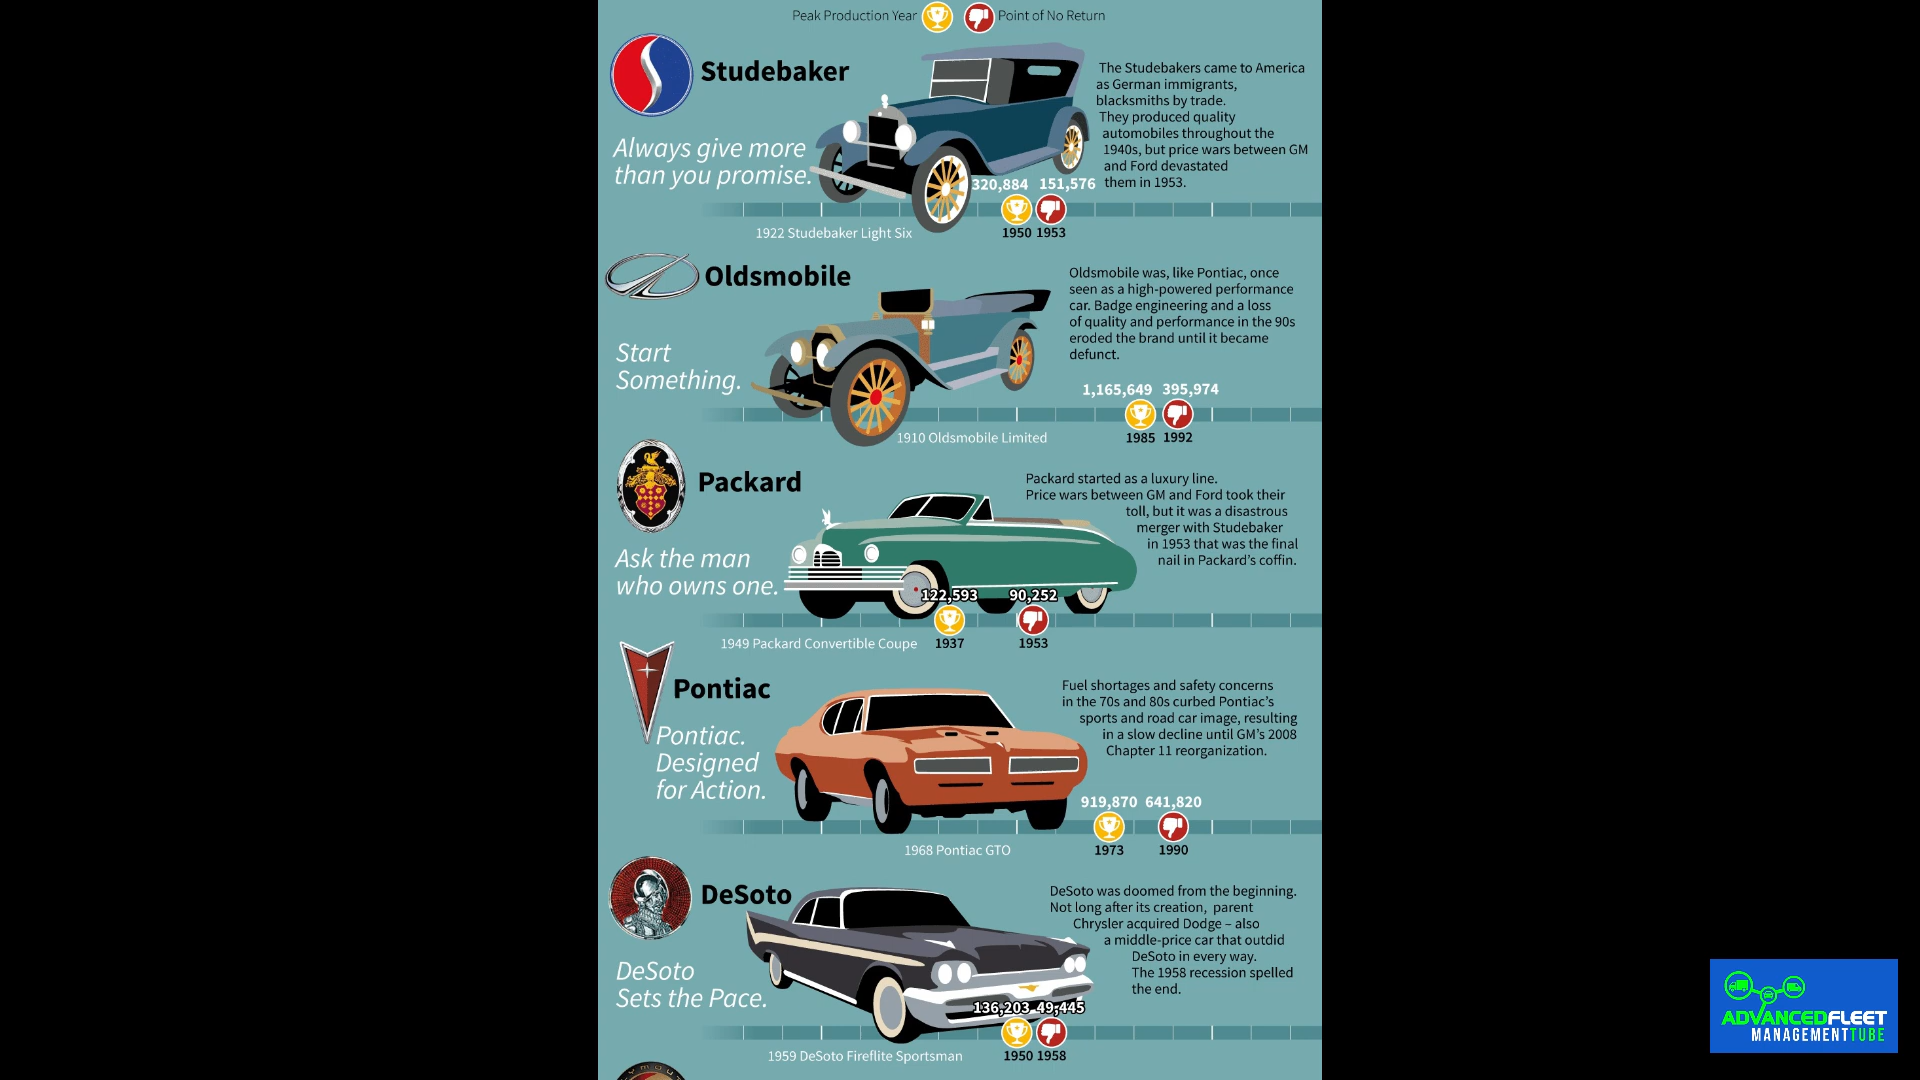 Peak Production Year
Point of No Return
Studebaker
Always give more
than you promise.
The Studebakers came to America
as German immigrants,
blacksmiths by trade.
They produced quality
automobiles throughout the
1940s, but price wars between GM
and Ford devastated
them in 1953.
320,884 151,576
1950 1953
1922 Studebaker Light Six
Oldsmobile
Start
Something.
Oldsmobile was, like Pontiac, once
seen as a high-powered performance
car. Badge engineering and a loss
of quality and performance in the 90s
eroded the brand until it became
defunct.
1,165,649 395,974
1985 1992
1910 Oldsmobile Limited
Packard
Ask the man
who owns one.
Packard started as a luxury line.
Price wars between GM and Ford took their
toll, but it was a disastrous
merger with Studebaker
in 1953 that was the final
nail in Packard's coffin.
122,593 90,252
1937 1953
1949 Packard Convertible Coupe
Pontiac
Pontiac.
Designed
for Action.
Fuel shortages and safety concerns
in the 70s and 80s curbed Pontiac's
sports and road car image, resulting
in a slow decline until GM's 2008
Chapter 11 reorganization.
919,870 641,820
1973 1990
1968 Pontiac GTO
DeSoto
DeSoto
Sets the Pace.
DeSoto was doomed from the beginning.
Not long after its creation, parent
Chrysler acquired Dodge – also
a middle-price car that outdid
DeSoto in every way.
The 1958 recession spelled
the end.
136,203 49,445
1950 1958
1959 DeSoto Fireflite Sportsman
ADVANCEDFLEET
MANAGEMENTTUBE